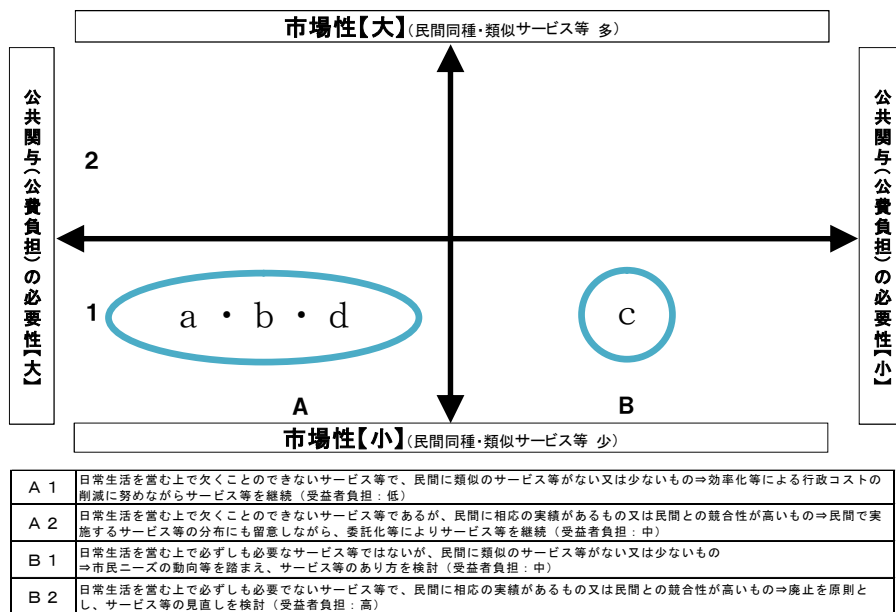 市場性【大】(民間同種・類似サービス等 多)
公共関与(公費負担)の必要性【大】
公共関与(公費負担)の必要性【小】
2
1
a ・ b ・ d
c
A
B
市場性【小】(民間同種・類似サービス等 少)
A 1
日常生活を営む上で欠くことのできないサービス等で、民間に類似のサービス等がない又は少ないもの⇒効率化等による行政コストの
削減に努めながらサービス等を継続（受益者負担：低）
A 2
日常生活を営む上で欠くことのできないサービス等であるが、民間に相応の実績があるもの又は民間との競合性が高いもの⇒民間で実
施するサービス等の分布にも留意しながら、委託化等によりサービス等を継続（受益者負担：中）
B 1
日常生活を営む上で必ずしも必要なサービス等ではないが、民間に類似のサービス等がない又は少ないもの
⇒市民ニーズの動向等を踏まえ、サービス等のあり方を検討（受益者負担：中）
B 2
日常生活を営む上で必ずしも必要でないサービス等で、民間に相応の実績があるもの又は民間との競合性が高いもの⇒廃止を原則と
し、サービス等の見直しを検討（受益者負担：高）